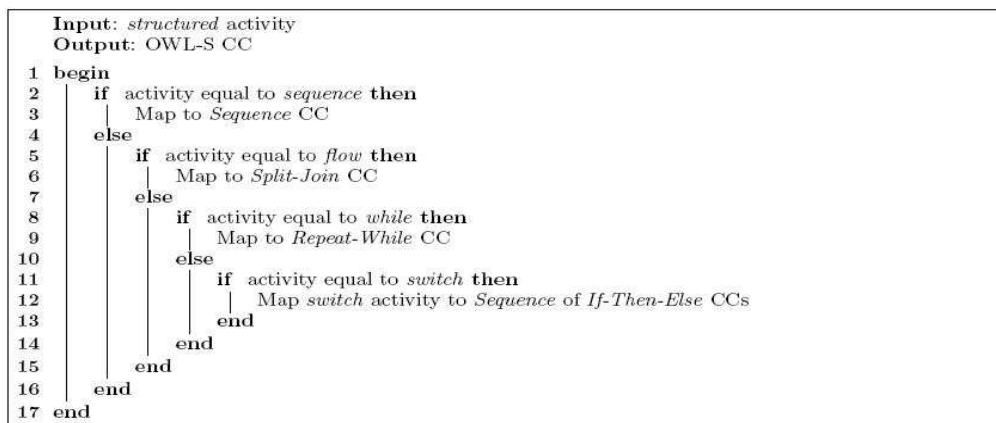 Input: structured activity
Output: OWL-S CC
1 begin
2 if activity equal to sequence then
3 Map to Sequence CC
4 else
5 if activity equal to flow then
6 Map to Split-Join CC
7 else
8 if activity equal to while then
9 Map to Repeat-While CC
10 else
11 if activity equal to switch then
12 Map switch activity to Sequence of If-Then-Else CCs
13 end
14 end
15 end
16 end
17 end